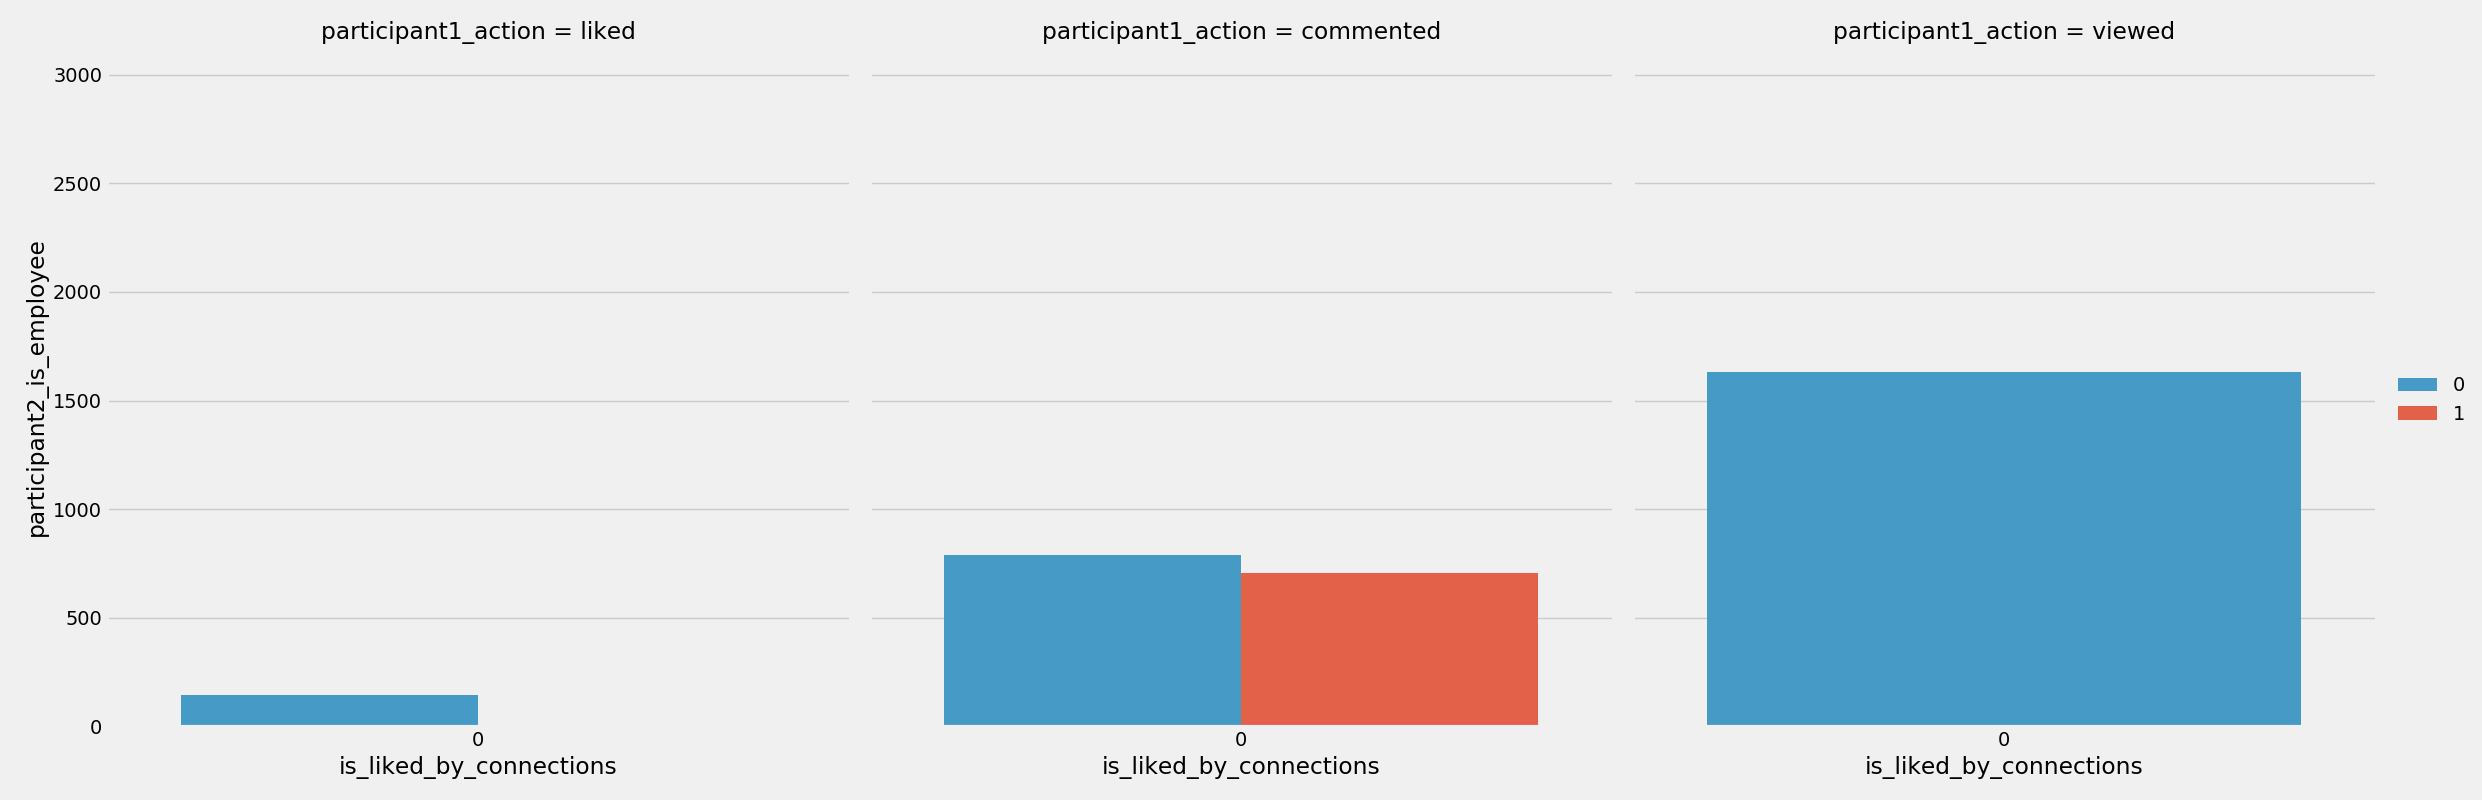 participant1_action = liked
participant1_action = commented
participant1_action = viewed
participant2_is_employee
3000
2500
2000
1500
1000
500
0
0
0
0
is_liked_by_connections
is_liked_by_connections
is_liked_by_connections
0
1